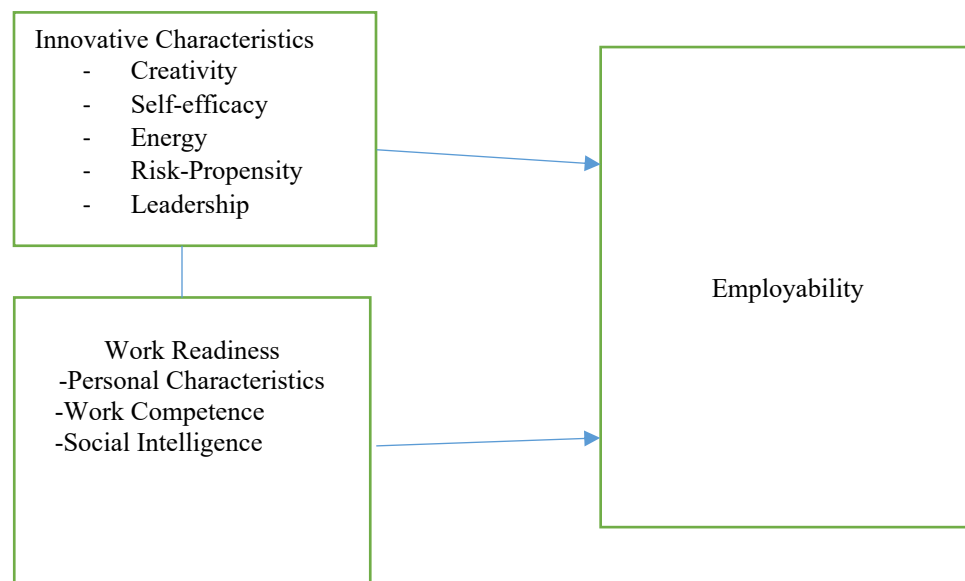 Innovative Characteristics
- Creativity
- Self-efficacy
- Energy
- Risk-Propensity
- Leadership
Work Readiness
-Personal Characteristics
-Work Competence
-Social Intelligence
Employability